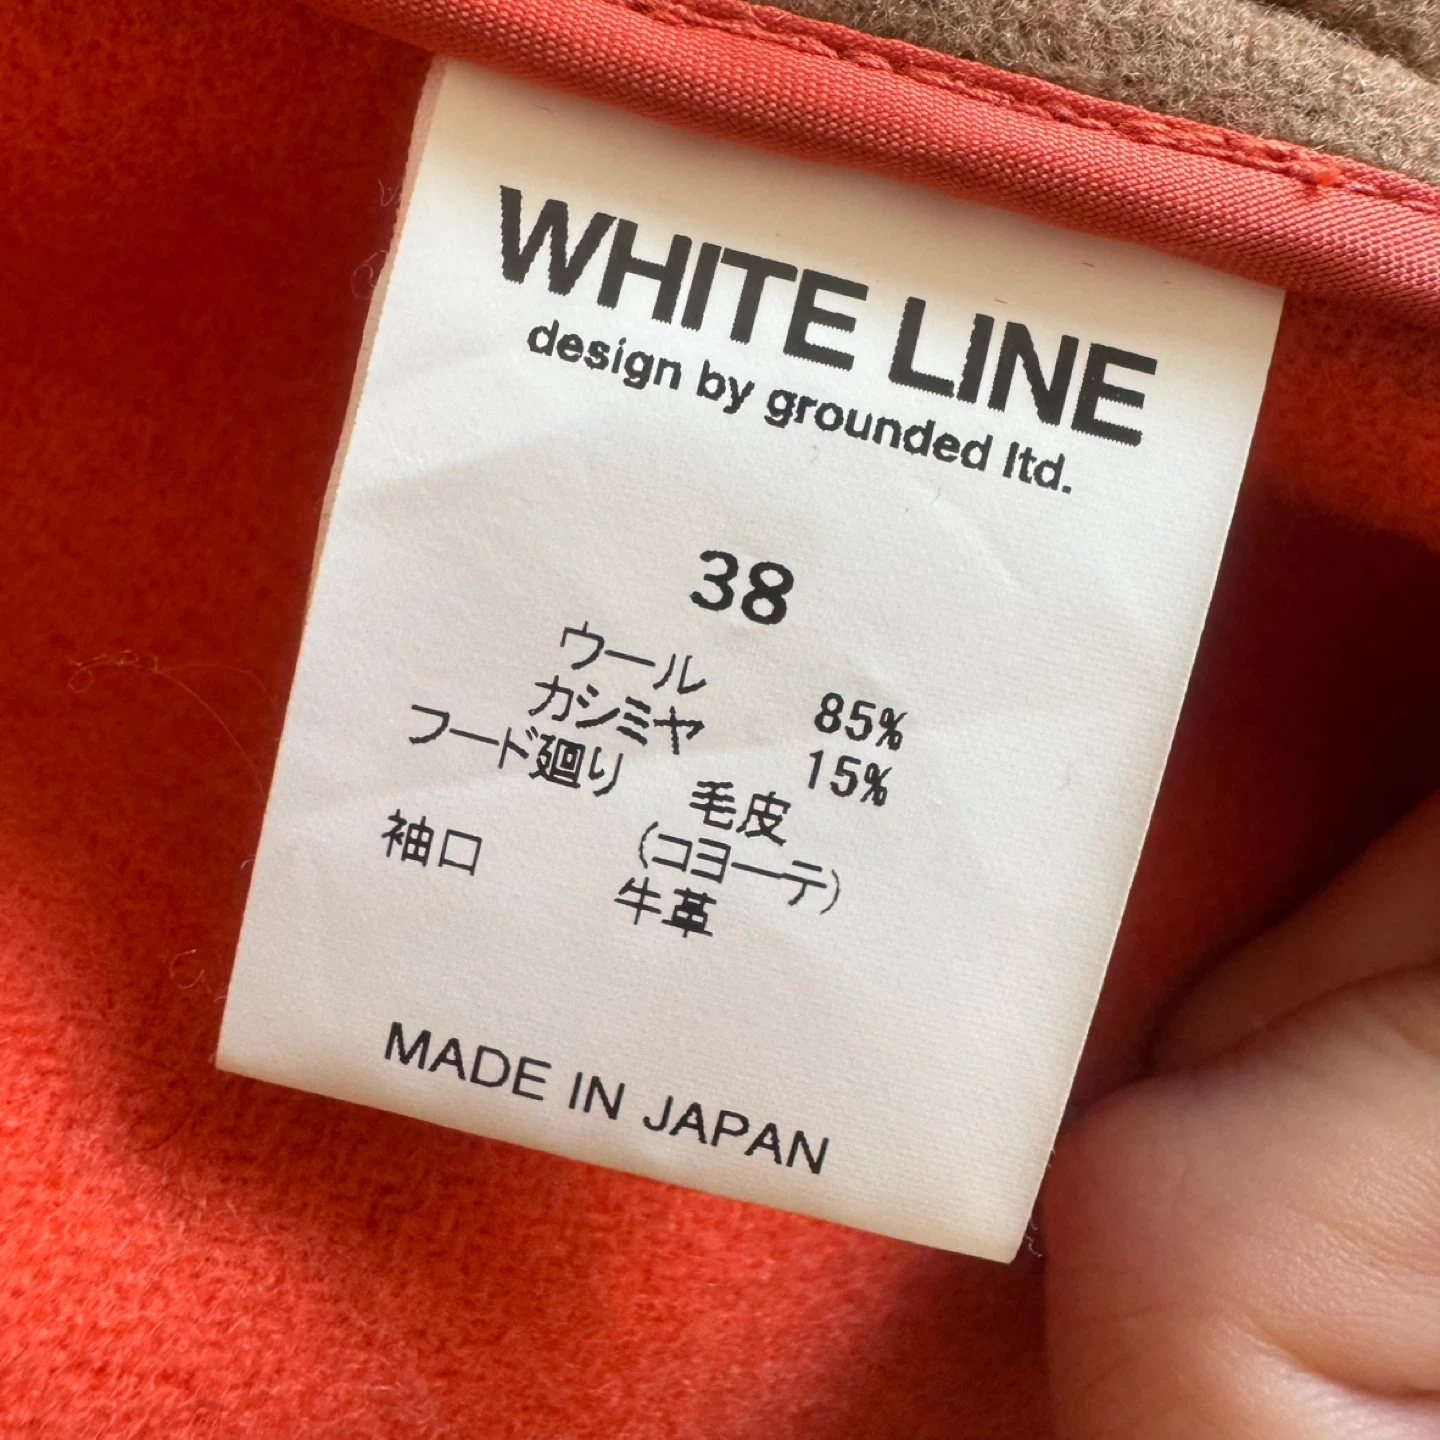 WHITE LINE
design by grounded ltd.
38
ウール 85%
カシミヤ 15%
フード廻り 毛皮
(コヨーテ)
袖口 牛革
MADE IN JAPAN